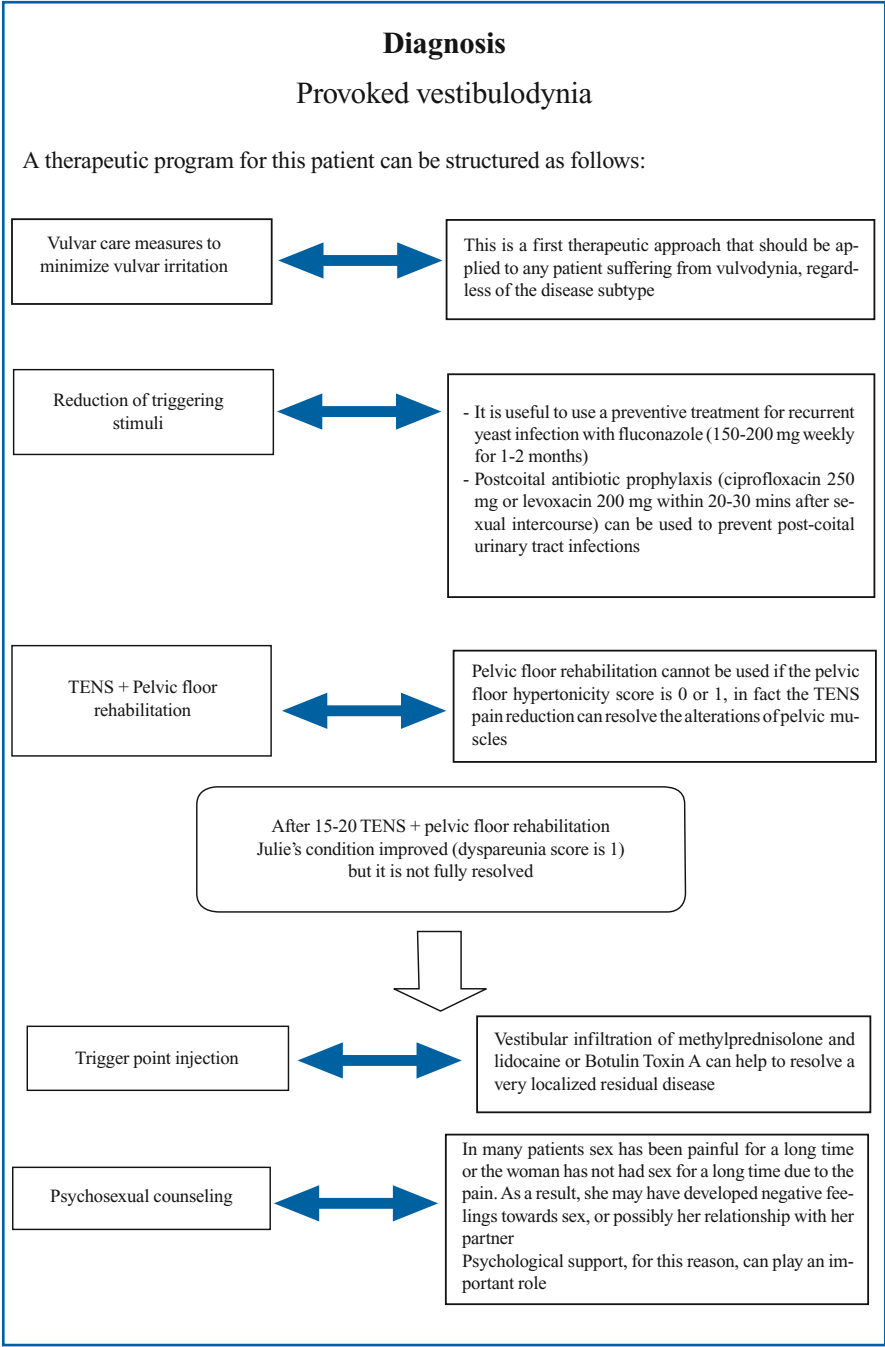 Diagnosis
Provoked vestibulodynia
A therapeutic program for this patient can be structured as follows:
Vulvar care measures to
minimize vulvar irritation
This is a first therapeutic approach that should be ap-
plied to any patient suffering from vulvodynia, regard-
less of the disease subtype
Reduction of triggering
stimuli
- It is useful to use a preventive treatment for recurrent
yeast infection with fluconazole (150-200 mg weekly
for 1-2 months)
- Postcoital antibiotic prophylaxis (ciprofloxacin 250
mg or levoxacin 200 mg within 20-30 mins after se-
xual intercourse) can be used to prevent post-coital
urinary tract infections
TENS + Pelvic floor
rehabilitation
Pelvic floor rehabilitation cannot be used if the pelvic
floor hypertonicity score is 0 or 1, in fact the TENS
pain reduction can resolve the alterations of pelvic mu-
scles
After 15-20 TENS + pelvic floor rehabilitation
Julie's condition improved (dyspareunia score is 1)
but it is not fully resolved
Trigger point injection
Vestibular infiltration of methylprednisolone and
lidocaine or Botulin Toxin A can help to resolve a
very localized residual disease
Psychosexual counseling
In many patients sex has been painful for a long time
or the woman has not had sex for a long time due to the
pain. As a result, she may have developed negative fee-
lings towards sex, or possibly her relationship with her
partner
Psychological support, for this reason, can play an im-
portant role